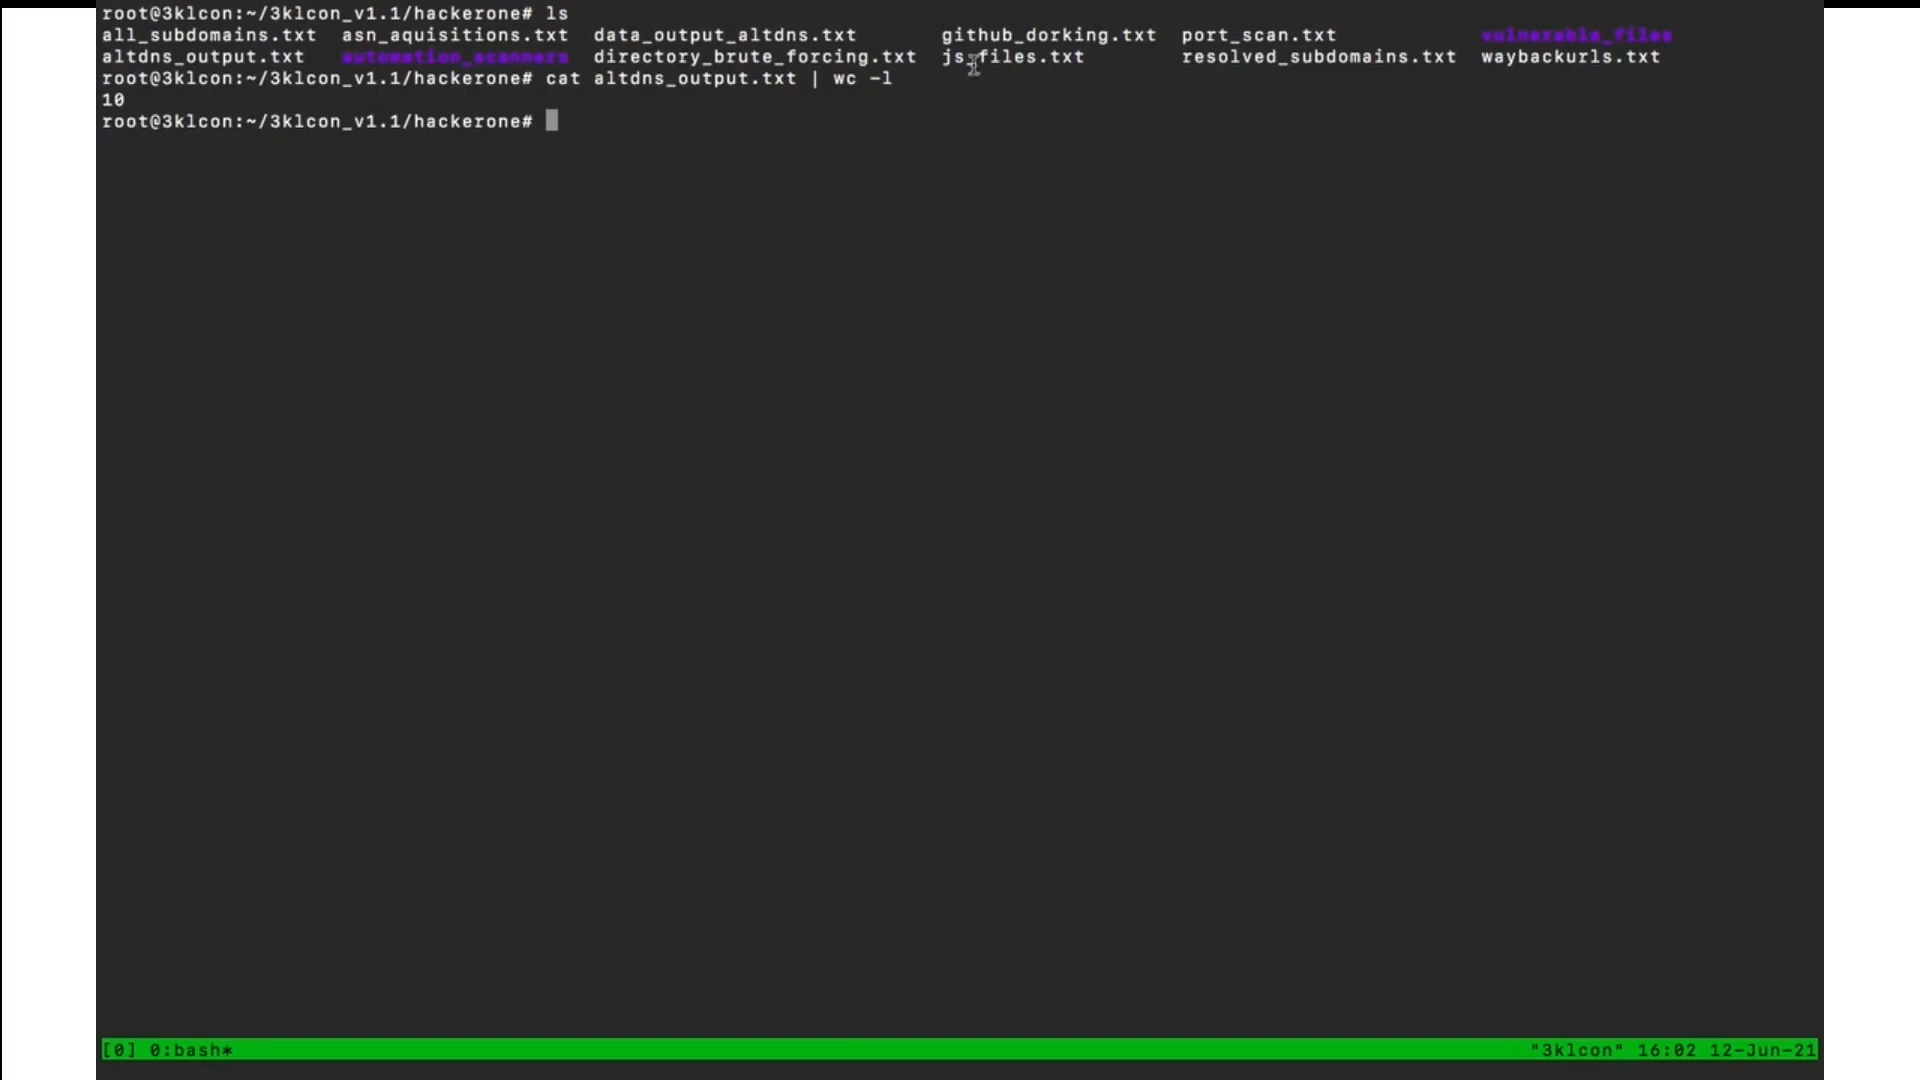 root@3klcon:~/3klcon_v1.1/hackerone# ls
all_subdomains.txt  asn_aquisitions.txt  data_output_altdns.txt  github_dorking.txt  port_scan.txt  vulnerable_files
altdns_output.txt  automation_scanners  directory_brute_forcing.txt  js_files.txt  resolved_subdomains.txt  waybackurls.txt
root@3klcon:~/3klcon_v1.1/hackerone# cat altdns_output.txt | wc -l
10
root@3klcon:~/3klcon_v1.1/hackerone#
[0] 0:bash* "3klcon" 16:02 12-Jun-21